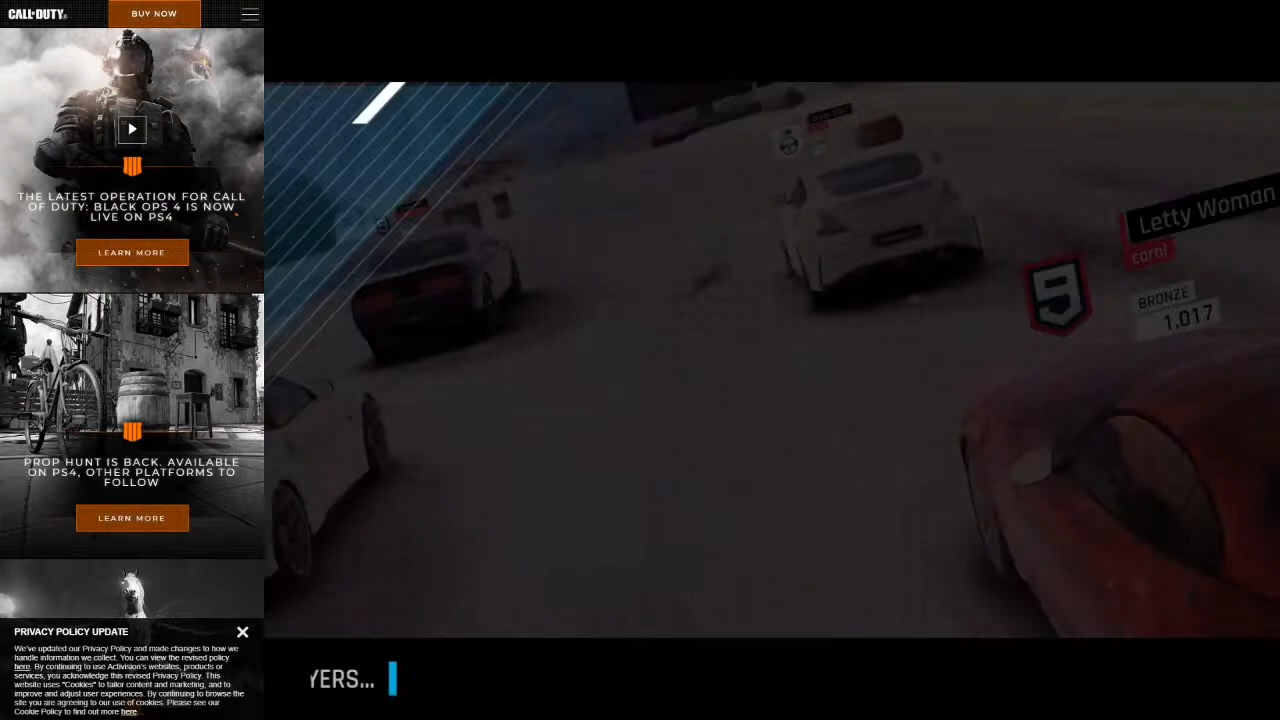 CALL OF DUTY®
BUY NOW
THE LATEST OPERATION FOR CALL
OF DUTY: BLACK OPS 4 IS NOW
LIVE ON PS4
LEARN MORE
PROP HUNT IS BACK. AVAILABLE
ON PS4, OTHER PLATFORMS TO
FOLLOW
LEARN MORE
PRIVACY POLICY UPDATE
We've updated our Privacy Policy and made changes to how we
handle information we collect. You can view the revised policy
here. By continuing to use Activision's websites, products or
services, you acknowledge this revised Privacy Policy. This
website uses "Cookies" to tailor content and marketing, and to
improve and adjust user experiences. By continuing to browse the
site you are agreeing to our use of cookies. Please see our
Cookie Policy to find out more here. .
Letty Woman
carol
9
BRONZE
1,017
YERS...